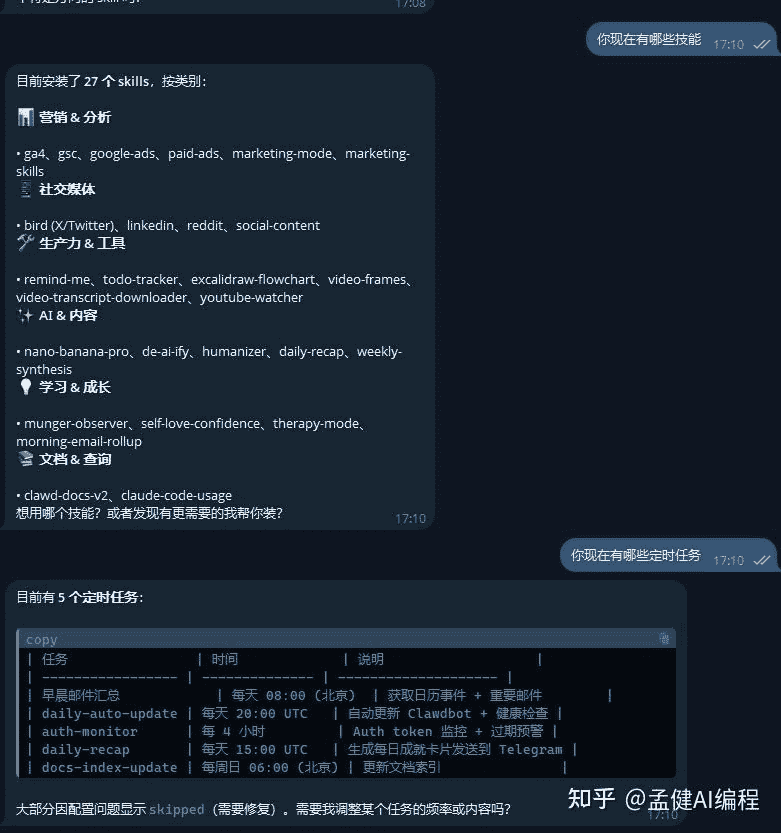 17:08
你现在有哪些技能 17:10
目前安装了 27 个 skills，按类别：
营销 & 分析
• ga4、gsc、google-ads、paid-ads、marketing-mode、marketing-
skills
社交媒体
• bird (X/Twitter)、linkedin、reddit、social-content
生产力 & 工具
• remind-me、todo-tracker、excalidraw-flowchart、video-frames、
video-transcript-downloader、youtube-watcher
AI & 内容
• nano-banana-pro、de-ai-ify、humanizer、daily-recap、weekly-
synthesis
学习 & 成长
• munger-observer、self-love-confidence、therapy-mode、
morning-email-rollup
文档 & 查询
• clawd-docs-v2、claude-code-usage
想用哪个技能？或者发现有更需要的我帮你装？
17:10
你现在有哪些定时任务 17:10
目前有 5 个定时任务：
copy
| 任务 | 时间 | 说明 |
| ----------------- | -------------- | -------------------- |
| 早晨邮件汇总 | 每天 08:00 (北京) | 获取日历事件 + 重要邮件 |
| daily-auto-update | 每天 20:00 UTC | 自动更新 Clawdbot + 健康检查 |
| auth-monitor | 每 4 小时 | Auth token 监控 + 过期预警 |
| daily-recap | 每天 15:00 UTC | 生成每日成就卡片发送到 Telegram |
| docs-index-update | 每周日 06:00 (北京) | 更新文档索引 |
大部分因配置问题显示 skipped（需要修复）。需要我调整某个任务的频率或内容吗？
17:10
知乎 @孟健AI编程